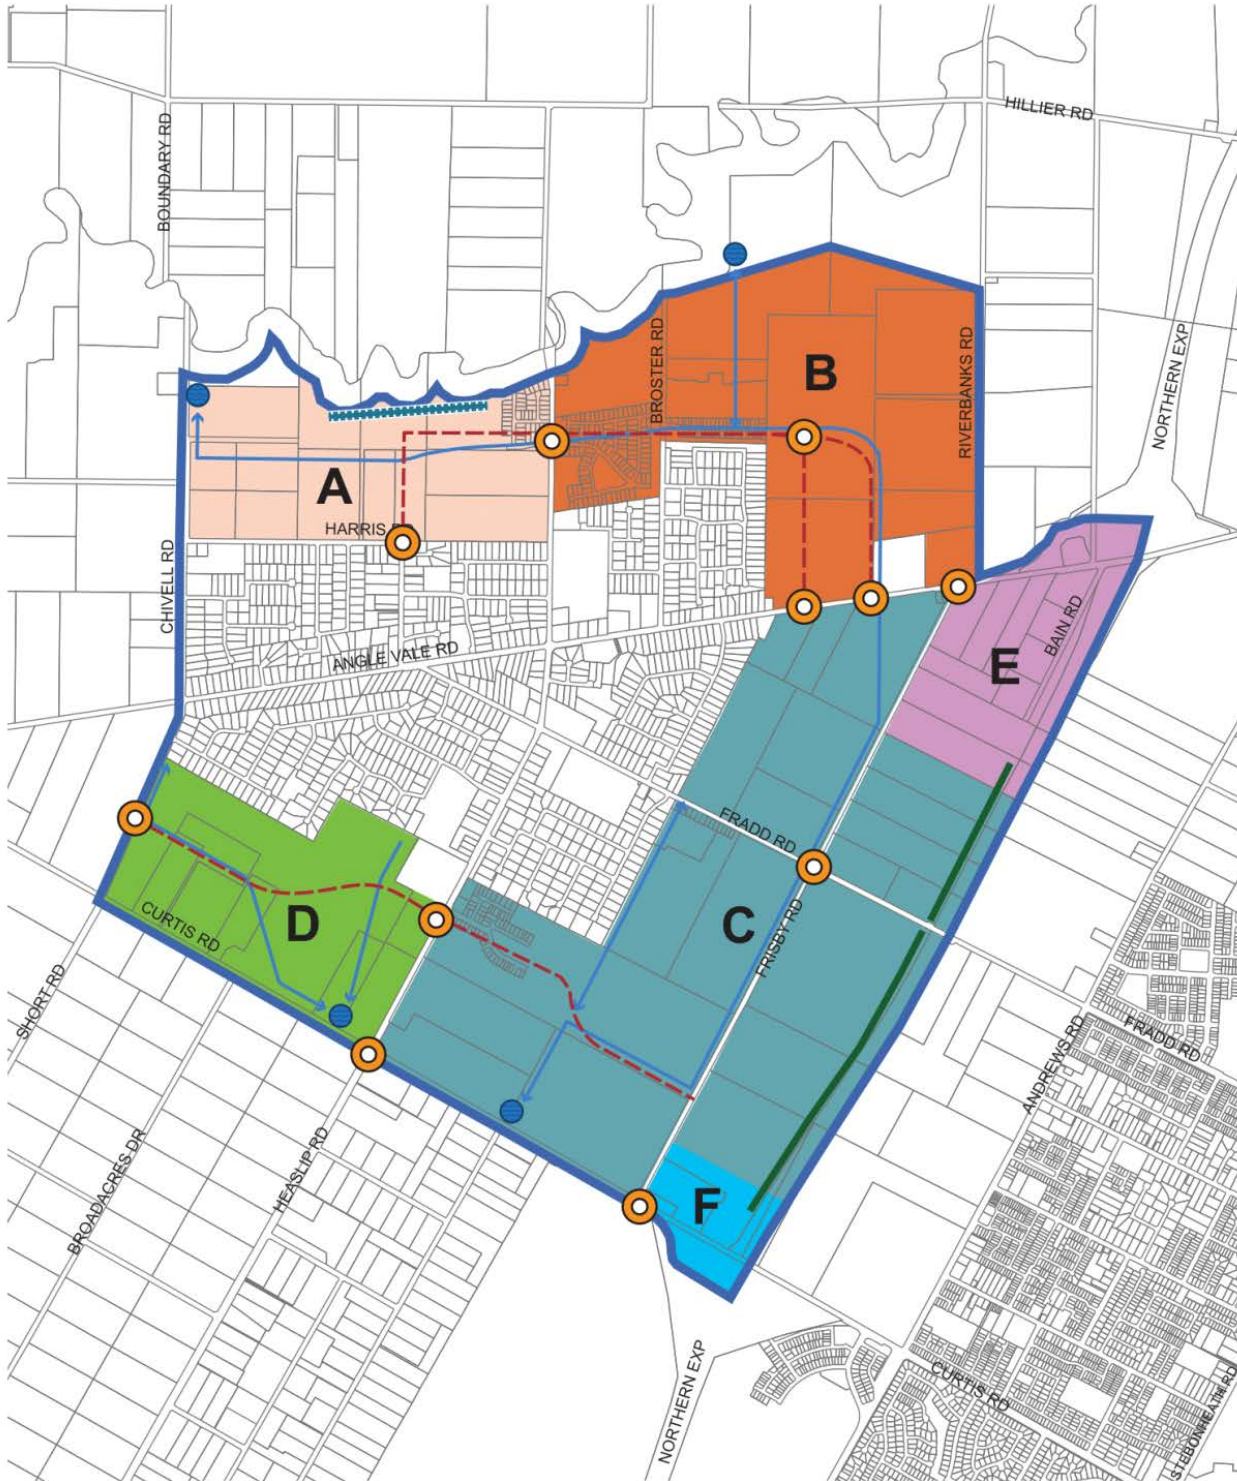 HILLIER RD
BOUNDARY RD
NORTHERN EXP
BROSTER RD
RIVERBANKS RD
B
A
HARRIS
CHIVELL RD
ANGLE VALE RD
BAIN RD
E
FRADD RD
C
FRISBY RD
D
CURTIS RD
SHORT RD
ANDREWS RD
FRADD RD
BROADACRES DR
HEASLIP RD
F
NORTHERN EXP
CURTIS RD
STEBONHEATH RD